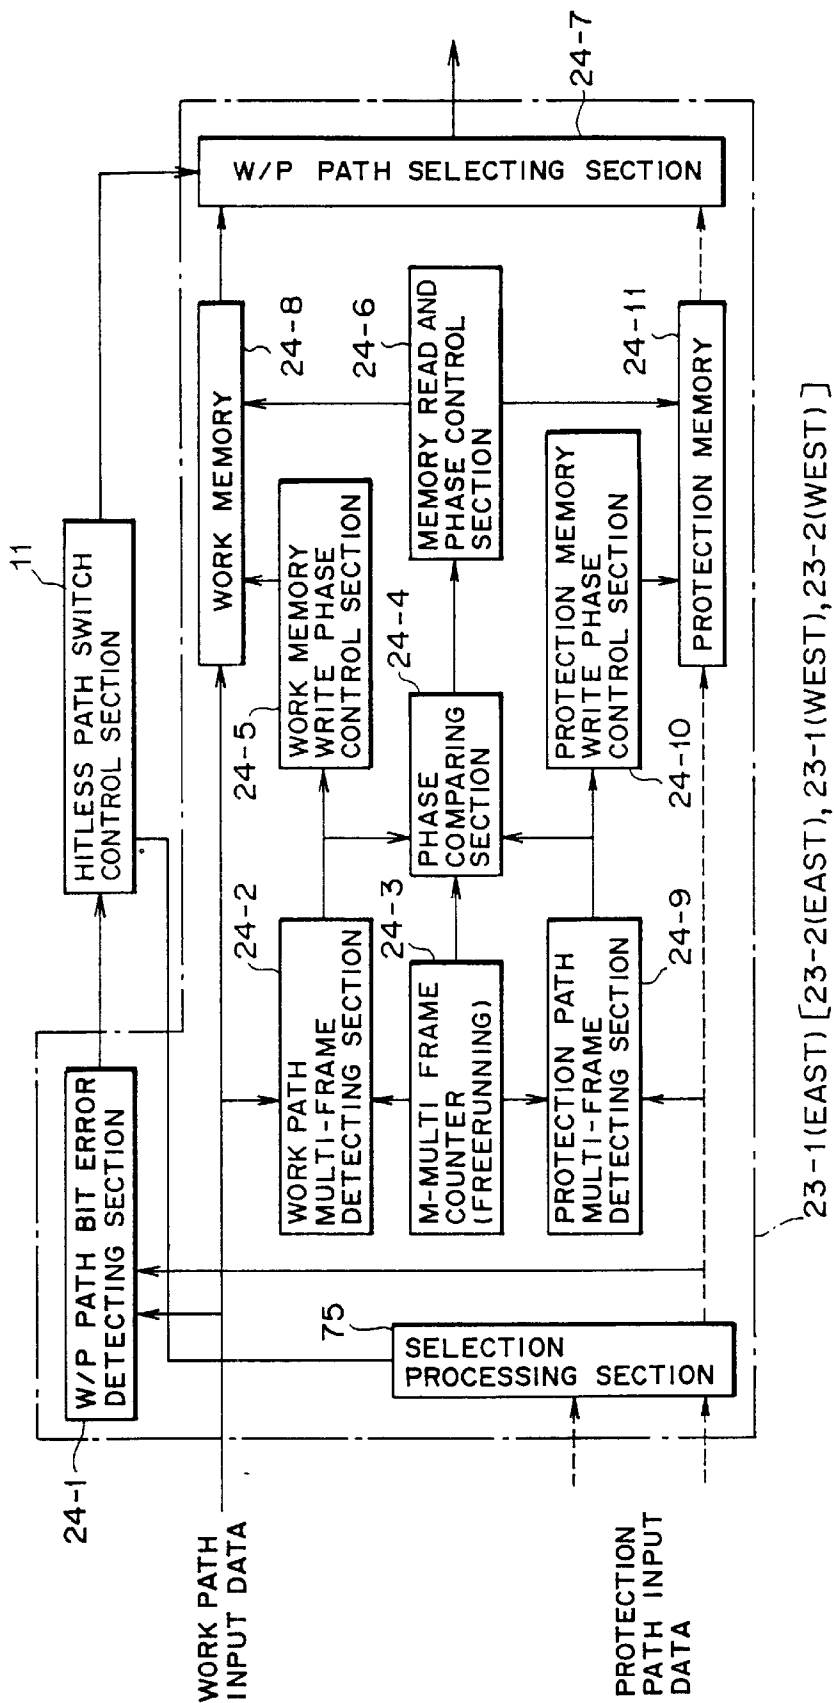 24-1
W/P PATH BIT ERROR
DETECTING SECTION
11
HITLESS PATH SWITCH
CONTROL SECTION
WORK PATH
INPUT DATA
WORK MEMORY
24-8
24-2
WORK PATH
MULTI-FRAME
DETECTING SECTION
24-5
WORK MEMORY
WRITE PHASE
CONTROL SECTION
24-3
M-MULTI FRAME
COUNTER
(FREERUNNING)
24-4
PHASE
COMPARING
SECTION
24-6
MEMORY READ AND
PHASE CONTROL
SECTION
W/P PATH SELECTING SECTION
24-7
75
SELECTION
PROCESSING SECTION
PROTECTION PATH
MULTI-FRAME
DETECTING SECTION
24-9
PROTECTION MEMORY
WRITE PHASE
CONTROL SECTION
24-10
PROTECTION MEMORY
24-11
PROTECTION
PATH INPUT
DATA
23-1(EAST) [23-2(EAST), 23-1(WEST), 23-2(WEST)]